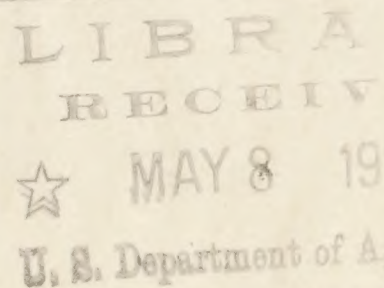 LIBRA
RECEIV
☆ MAY 8 19
U. S. Department of A